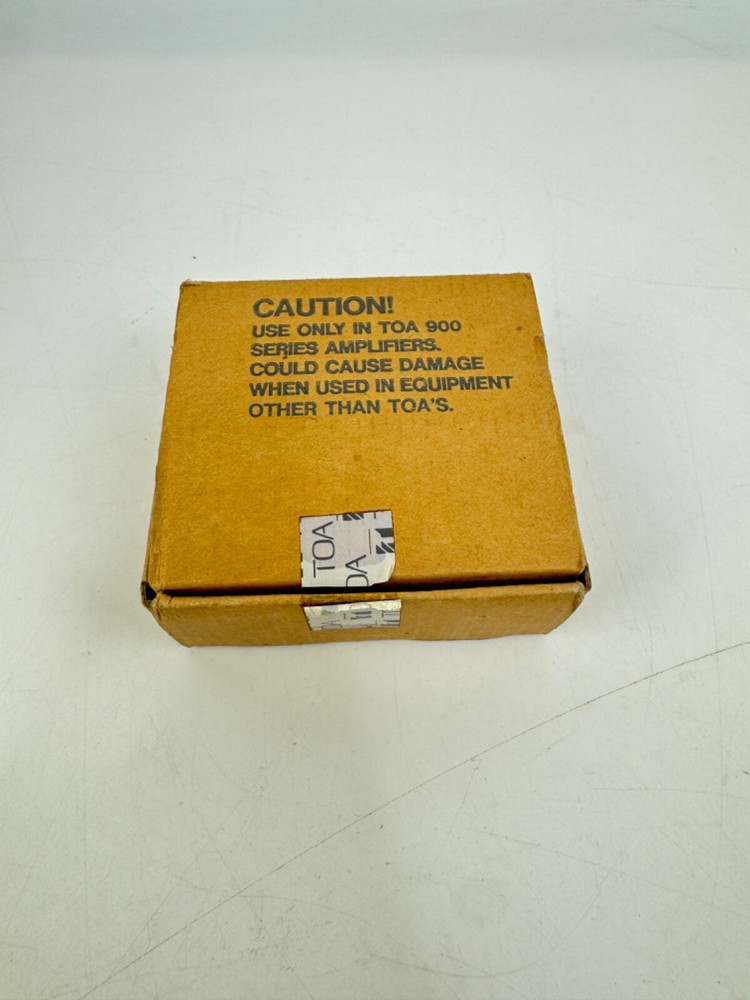 CAUTION!
USE ONLY IN TOA 900
SERIES AMPLIFIERS.
COULD CAUSE DAMAGE
WHEN USED IN EQUIPMENT
OTHER THAN TOA'S.
TOA
OA